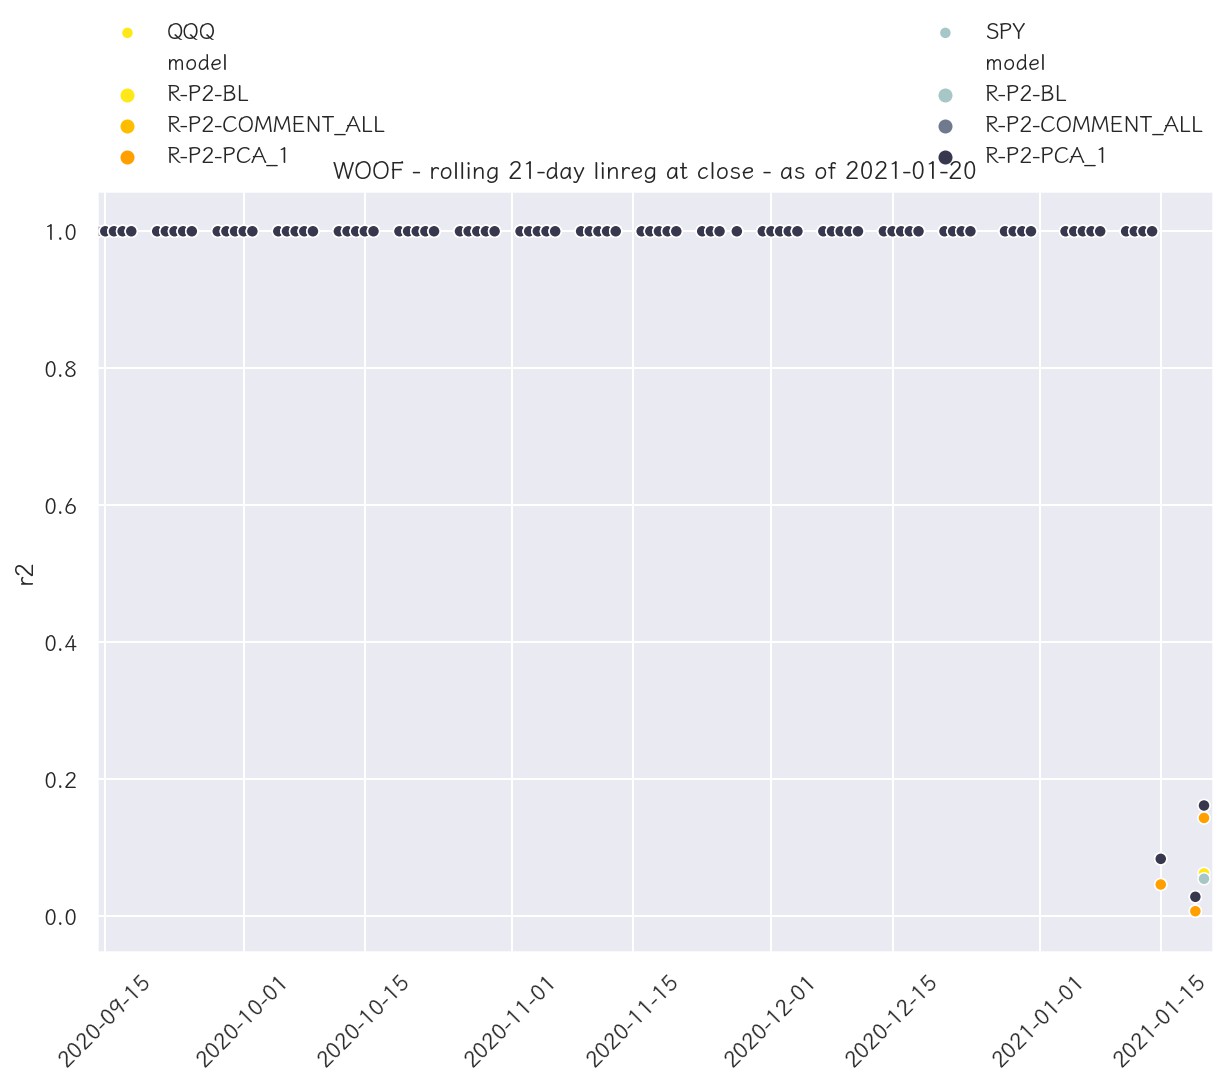 QQQ
model
R-P2-BL
R-P2-COMMENT_ALL
R-P2-PCA_1
SPY
model
R-P2-BL
R-P2-COMMENT_ALL
R-P2-PCA_1
WOOF - rolling 21-day linreg at close - as of 2021-01-20
1.0
0.8
0.6
0.4
0.2
0.0
r2
2020-09-15
2020-10-01
2020-10-15
2020-11-01
2020-11-15
2020-12-01
2020-12-15
2021-01-01
2021-01-15